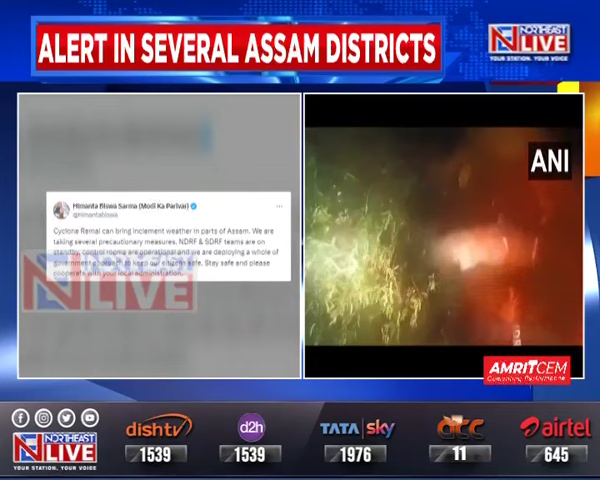 ALERT IN SEVERAL ASSAM DISTRICTS
NORTHEAST
LIVE
YOUR STATION. YOUR VOICE
ANI
Himanta Biswa Sarma (Modi Ka Parivar)
@himantabiswa
Cyclone Remal can bring inclement weather in parts of Assam. We are
taking several precautionary measures. NDRF & SDRF teams are on
standby, control rooms are operational and we are deploying a whole of
government to keep our citizens safe. Stay safe and please
cooperate with your local administration.
NORTHEAST
LIVE
AMRITCEM
NORTHEAST
LIVE
YOUR STATION. YOUR VOICE
dishtv
1539
d2h
1539
TATA sky
1976
acc
11
airtel
645